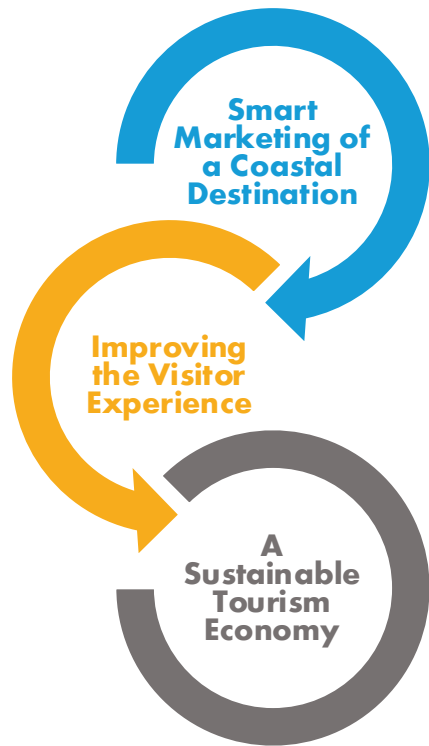 Smart
Marketing of
a Coastal
Destination
Improving
the Visitor
Experience
A
Sustainable
Tourism
Economy